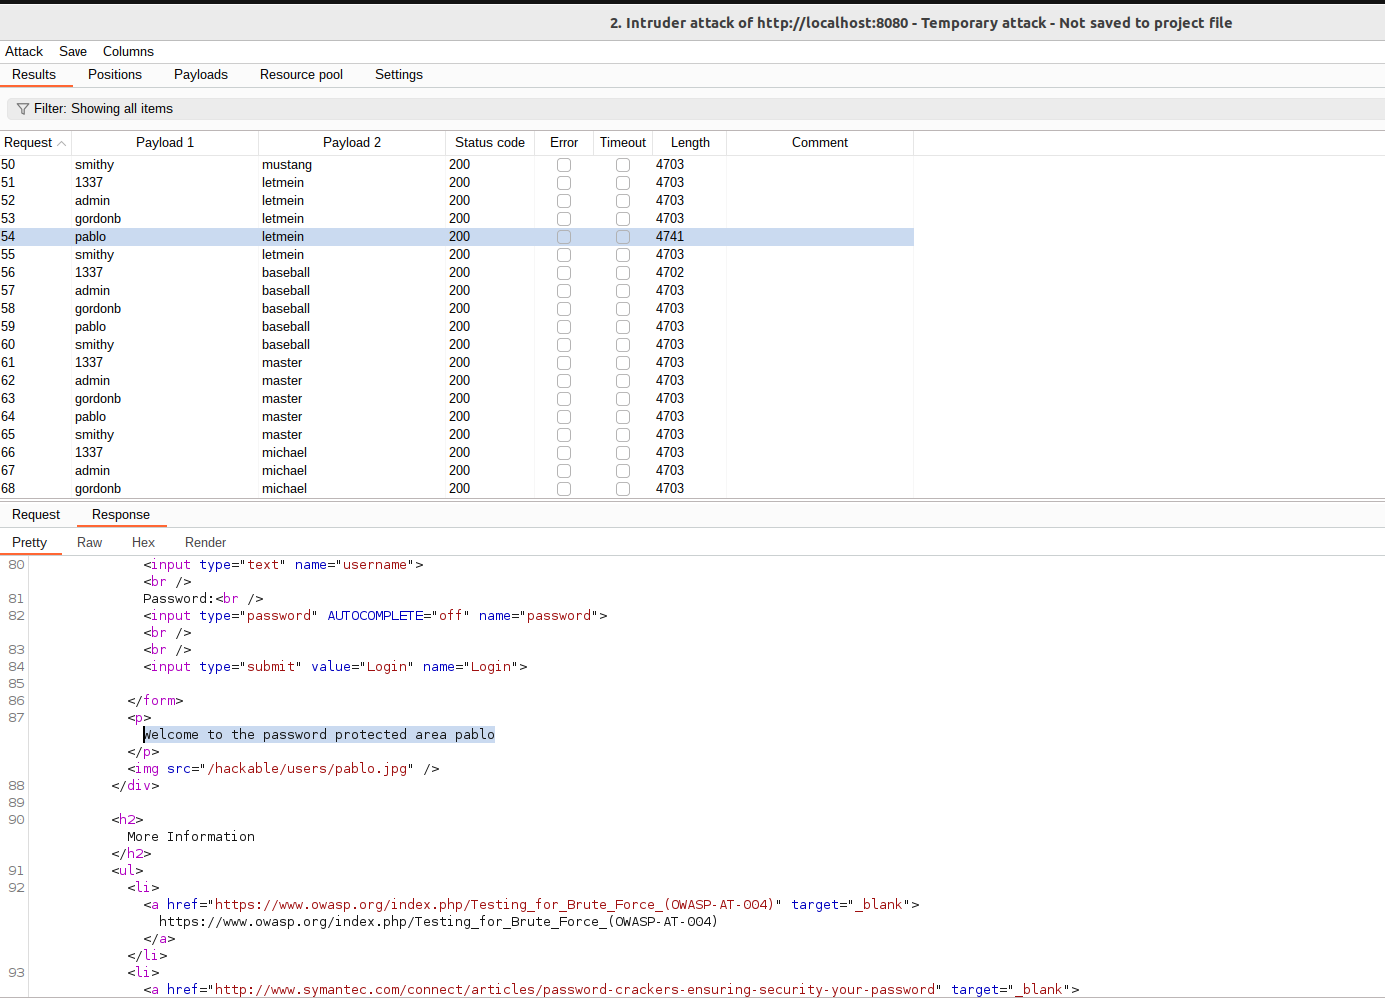 2. Intruder attack of http://localhost:8080 - Temporary attack - Not saved to project file
Attack Save Columns
Results Positions Payloads Resource pool Settings
Filter: Showing all items
Request Payload 1 Payload 2 Status code Error Timeout Length Comment
50 smithy mustang 200 4703
51 1337 letmein 200 4703
52 admin letmein 200 4703
53 gordonb letmein 200 4703
54 pablo letmein 200 4741
55 smithy letmein 200 4703
56 1337 baseball 200 4702
57 admin baseball 200 4703
58 gordonb baseball 200 4703
59 pablo baseball 200 4703
60 smithy baseball 200 4703
61 1337 master 200 4703
62 admin master 200 4703
63 gordonb master 200 4703
64 pablo master 200 4703
65 smithy master 200 4703
66 1337 michael 200 4703
67 admin michael 200 4703
68 gordonb michael 200 4703
Request Response
Pretty Raw Hex Render
80 <input type="text" name="username">
<br />
81 Password:<br />
82 <input type="password" AUTOCOMPLETE="off" name="password">
<br />
83 <br />
84 <input type="submit" value="Login" name="Login">
85
86 </form>
87 <p>
Welcome to the password protected area pablo
</p>
<img src="/hackable/users/pablo.jpg" />
88 </div>
89
90 <h2>
More Information
</h2>
91 <ul>
92 <li>
<a href="https://www.owasp.org/index.php/Testing_for_Brute_Force_(OWASP-AT-004)" target="_blank">
https://www.owasp.org/index.php/Testing_for_Brute_Force_(OWASP-AT-004)
</a>
</li>
93 <li>
<a href="http://www.symantec.com/connect/articles/password-crackers-ensuring-security-your-password" target="_blank">